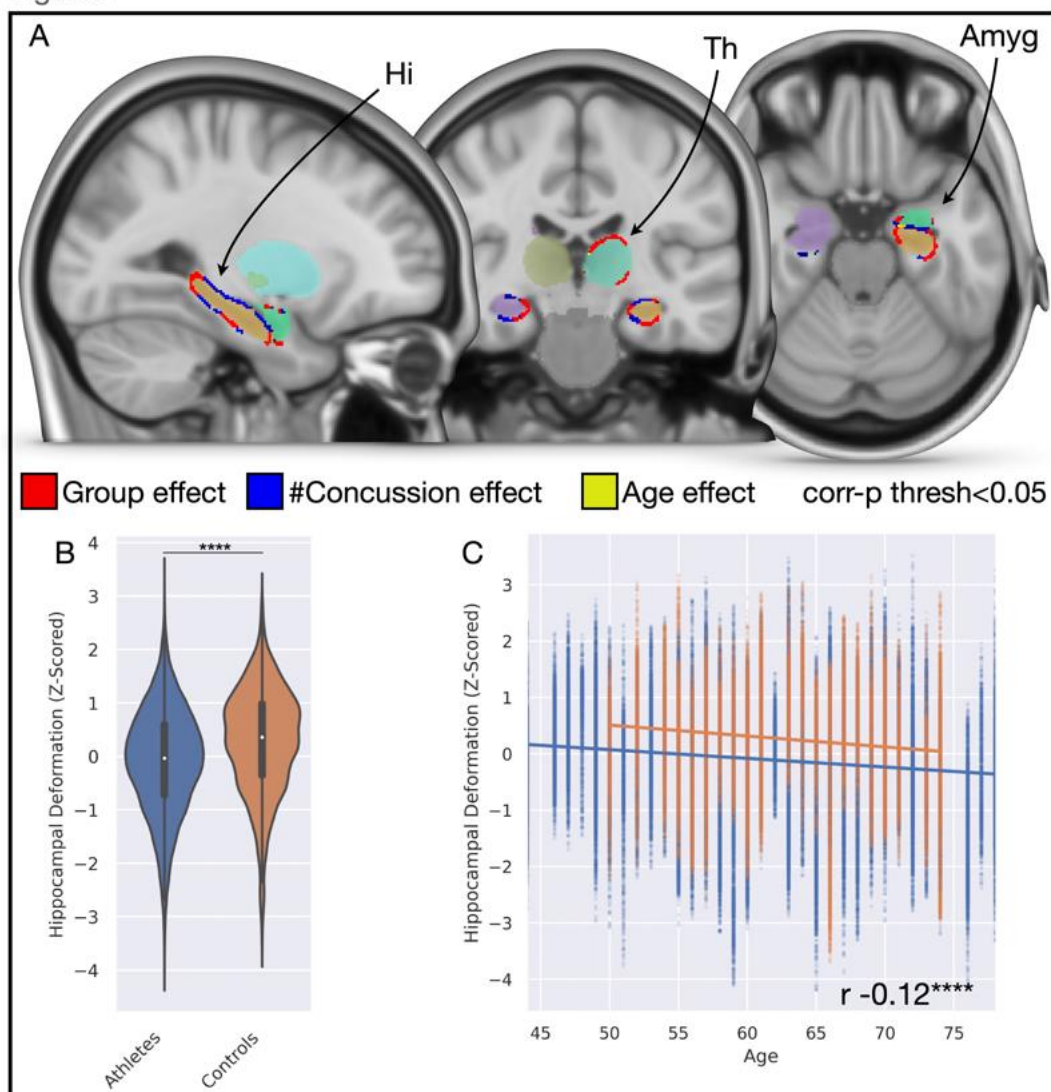 A
Hi
Th
Amyg
Group effect
#Concussion effect
Age effect
corr-p thresh<0.05
B
****
4
3
2
1
0
−1
−2
−3
−4
Hippocampal Deformation (Z-Scored)
Athletes
Controls
C
3
2
1
0
−1
−2
−3
−4
Hippocampal Deformation (Z-Scored)
r -0.12****
45
50
55
60
65
70
75
Age